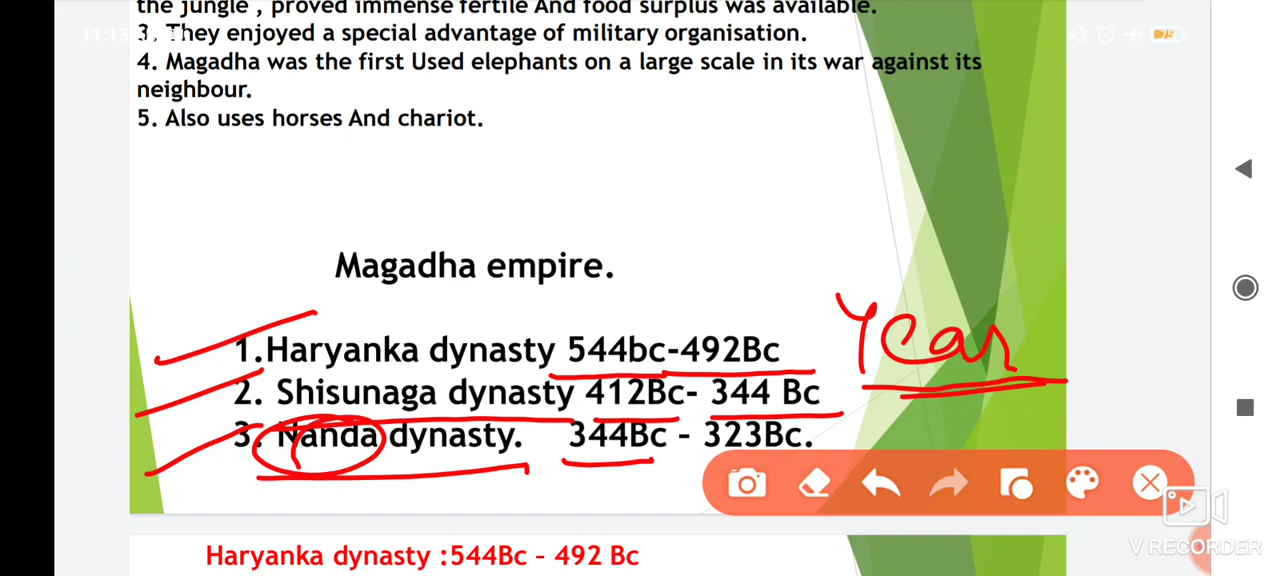 the jungle , proved immense fertile And food surplus was available.
11:13
3. They enjoyed a special advantage of military organisation.
75
4. Magadha was the first Used elephants on a large scale in its war against its
neighbour.
5. Also uses horses And chariot.
Magadha empire.
1.Haryanka dynasty 544bc-492Bc
Year
2. Shisunaga dynasty 412Bc- 344 Bc
3. Nanda dynasty. 344Bc - 323Bc.
V RECORDER
Haryanka dynasty :544Bc - 492 Bc